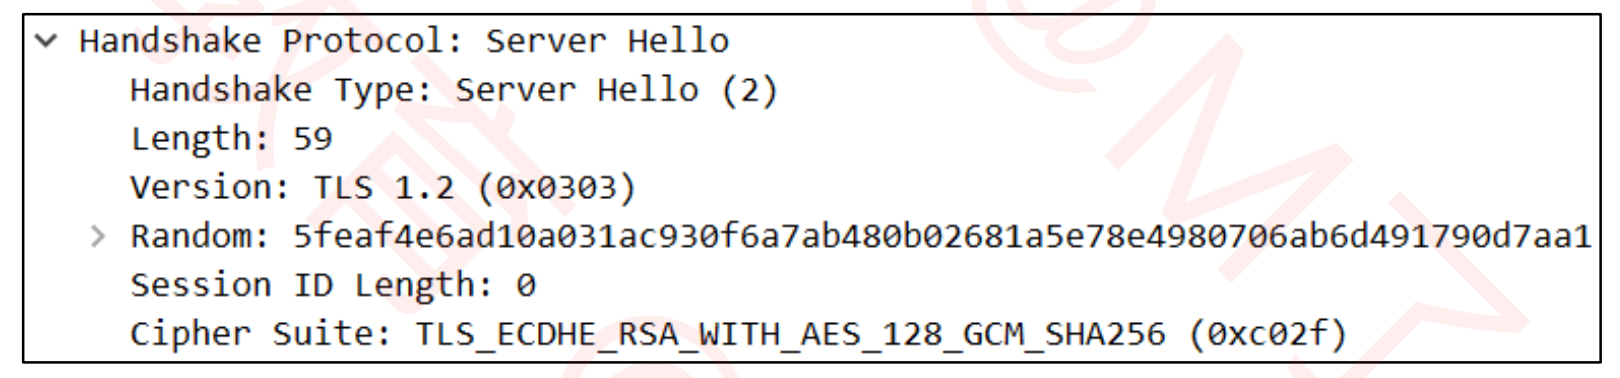 Handshake Protocol: Server Hello
Handshake Type: Server Hello (2)
Length: 59
Version: TLS 1.2 (0x0303)
Random: 5feaf4e6ad10a031ac930f6a7ab480b02681a5e78e4980706ab6d491790d7aa1
Session ID Length: 0
Cipher Suite: TLS_ECDHE_RSA_WITH_AES_128_GCM_SHA256 (0xc02f)